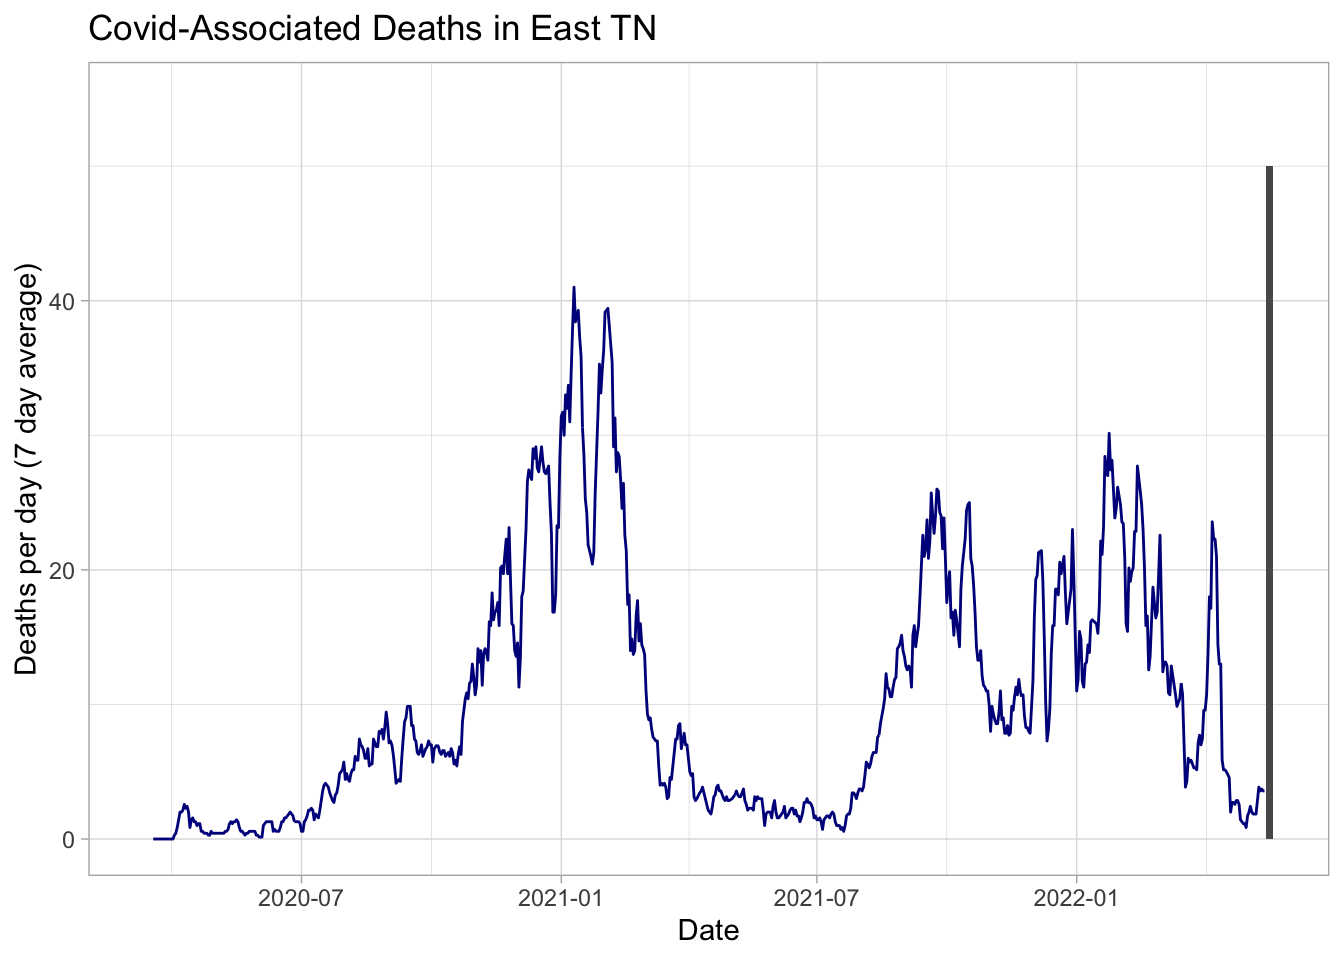 Covid-Associated Deaths in East TN
Deaths per day (7 day average)
40
20
0
2020-07
2021-01
2021-07
2022-01
Date